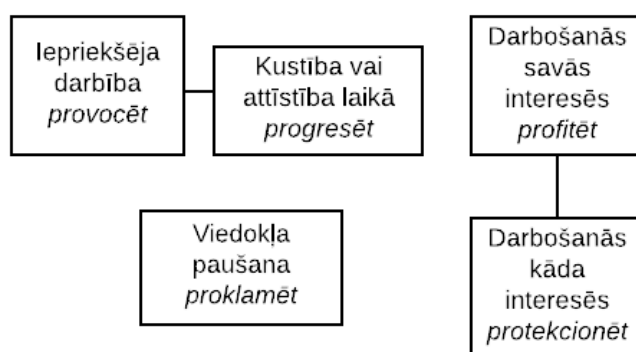 Iepriekšēja
darbība
provocēt
Kustība vai
attīstība laikā
progresēt
Darbošanās
savās
interesēs
profitēt
Viedokļa
paušana
proklamēt
Darbošanās
kāda
interesēs
protekcionēt